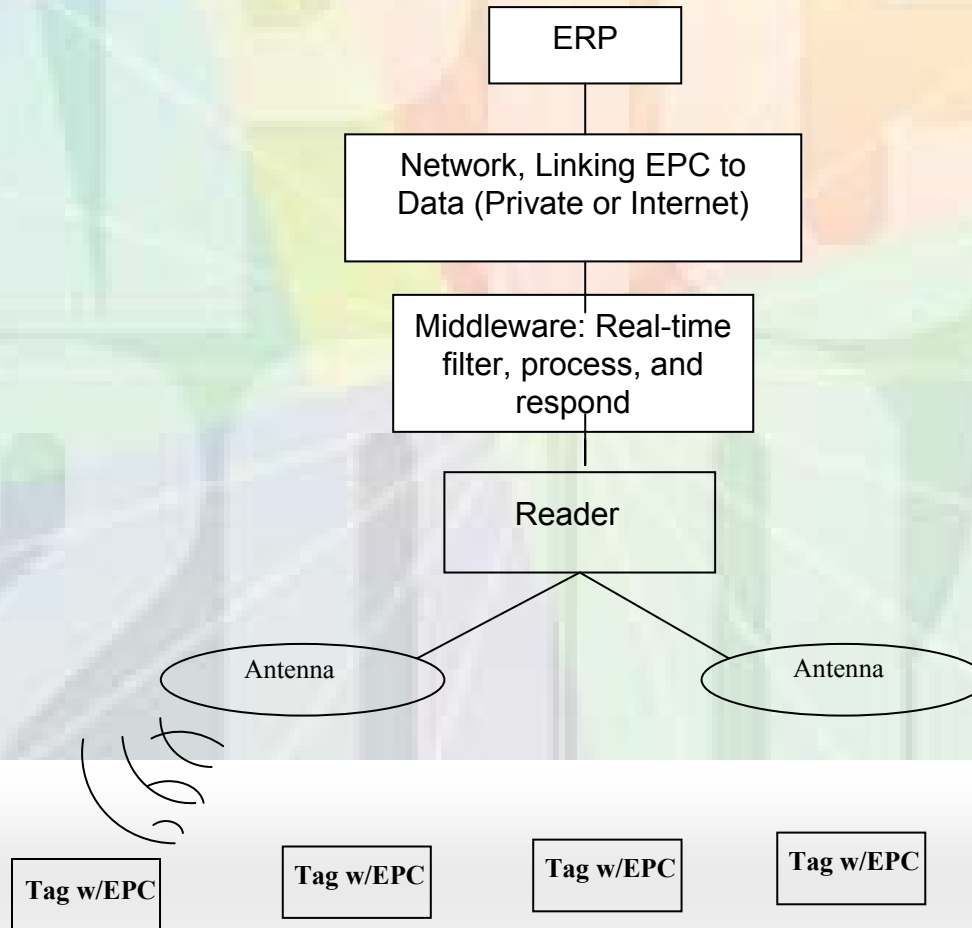 ERP
Network, Linking EPC to
Data (Private or Internet)
Middleware: Real-time
filter, process, and
respond
Reader
Antenna
Antenna
Tag w/EPC
Tag w/EPC
Tag w/EPC
Tag w/EPC